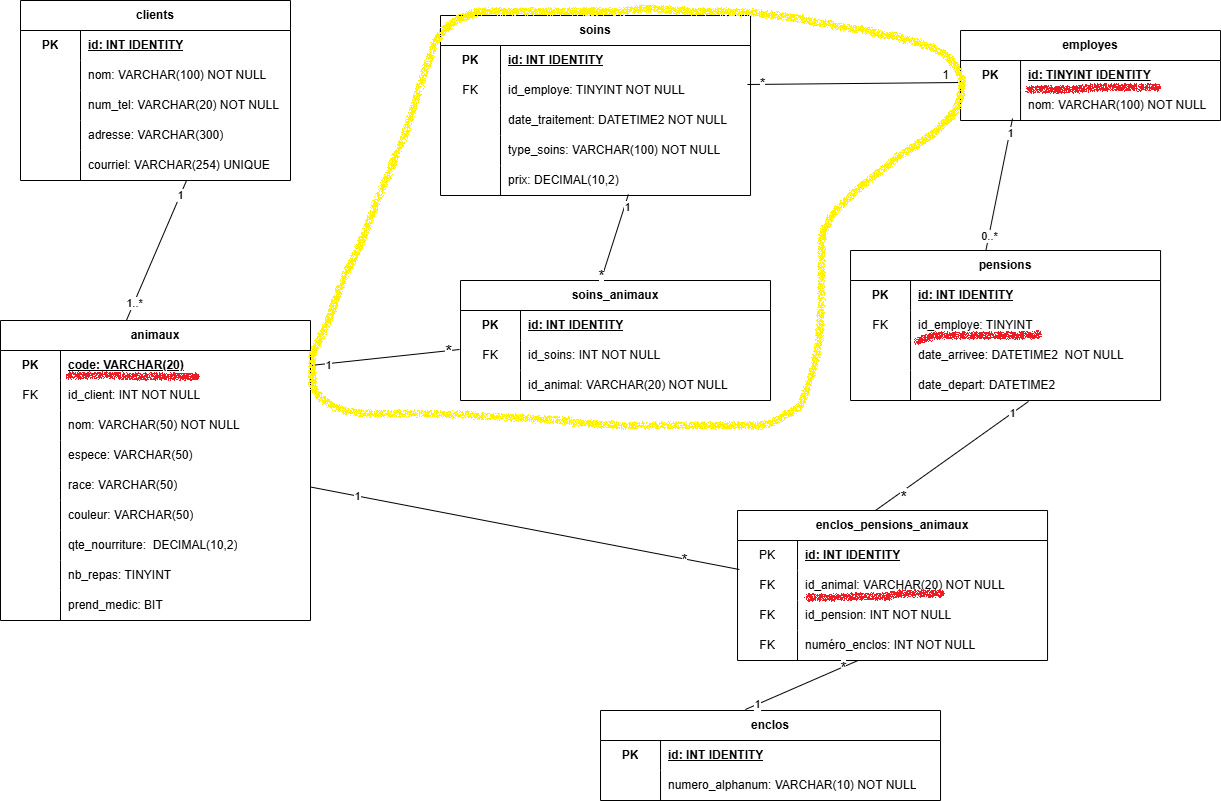 clients
PK id: INT IDENTITY
nom: VARCHAR(100) NOT NULL
num_tel: VARCHAR(20) NOT NULL
adresse: VARCHAR(300)
courriel: VARCHAR(254) UNIQUE
1
1..*
soins
PK id: INT IDENTITY
FK id_employe: TINYINT NOT NULL
date_traitement: DATETIME2 NOT NULL
type_soins: VARCHAR(100) NOT NULL
prix: DECIMAL(10,2)
* 1
1
*
employes
PK id: TINYINT IDENTITY
nom: VARCHAR(100) NOT NULL
1
0..*
soins_animaux
PK id: INT IDENTITY
FK id_soins: INT NOT NULL
id_animal: VARCHAR(20) NOT NULL
1 *
pensions
PK id: INT IDENTITY
FK id_employe: TINYINT
date_arrivee: DATETIME2 NOT NULL
date_depart: DATETIME2
1
*
animaux
PK code: VARCHAR(20)
FK id_client: INT NOT NULL
nom: VARCHAR(50) NOT NULL
espece: VARCHAR(50)
race: VARCHAR(50)
couleur: VARCHAR(50)
qte_nourriture: DECIMAL(10,2)
nb_repas: TINYINT
prend_medic: BIT
1 *
enclos_pensions_animaux
PK id: INT IDENTITY
FK id_animal: VARCHAR(20) NOT NULL
FK id_pension: INT NOT NULL
FK numéro_enclos: INT NOT NULL
*
1
enclos
PK id: INT IDENTITY
numero_alphanum: VARCHAR(10) NOT NULL